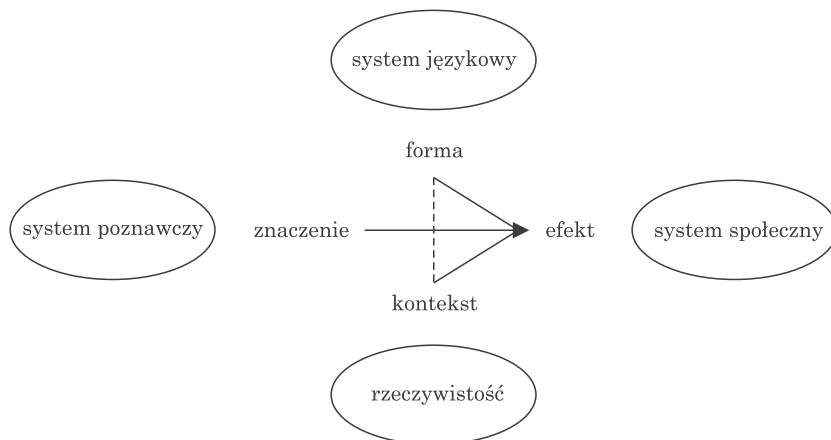 system językowy
forma
system poznawczy znaczenie efekt system społeczny
kontekst
rzeczywistość